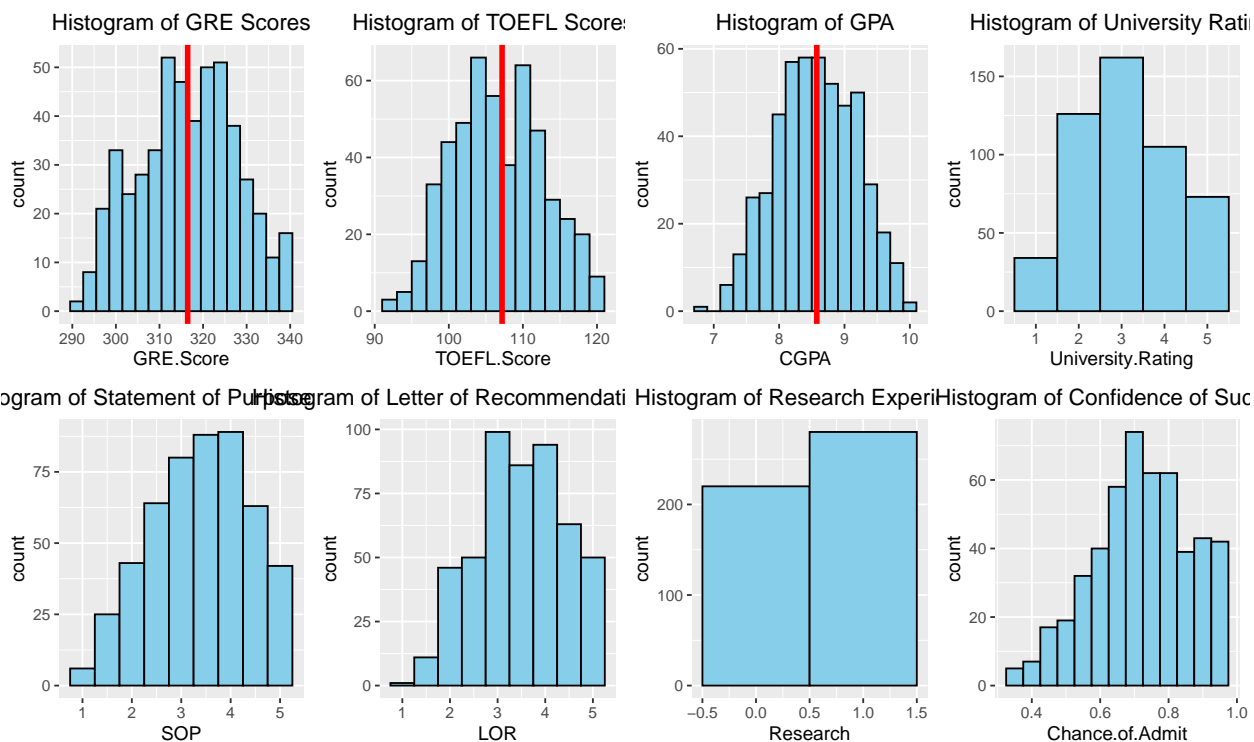 Histogram of GRE Scores
50
40
30
20
10
0
count
290 300 310 320 330 340
GRE.Score
Histogram of TOEFL Scores
60
40
20
0
count
90 100 110 120
TOEFL.Score
Histogram of GPA
60
40
20
0
count
7 8 9 10
CGPA
Histogram of University Rati
150
100
50
0
count
1 2 3 4 5
University.Rating
ogram of Statement of Purpose
75
50
25
0
count
1 2 3 4 5
SOP
Histogram of Letter of Recommendati
100
75
50
25
0
count
1 2 3 4 5
LOR
Histogram of Research Experi
200
100
0
count
−0.5 0.0 0.5 1.0 1.5
Research
Histogram of Confidence of Suc
60
40
20
0
count
0.4 0.6 0.8 1.0
Chance.of.Admit